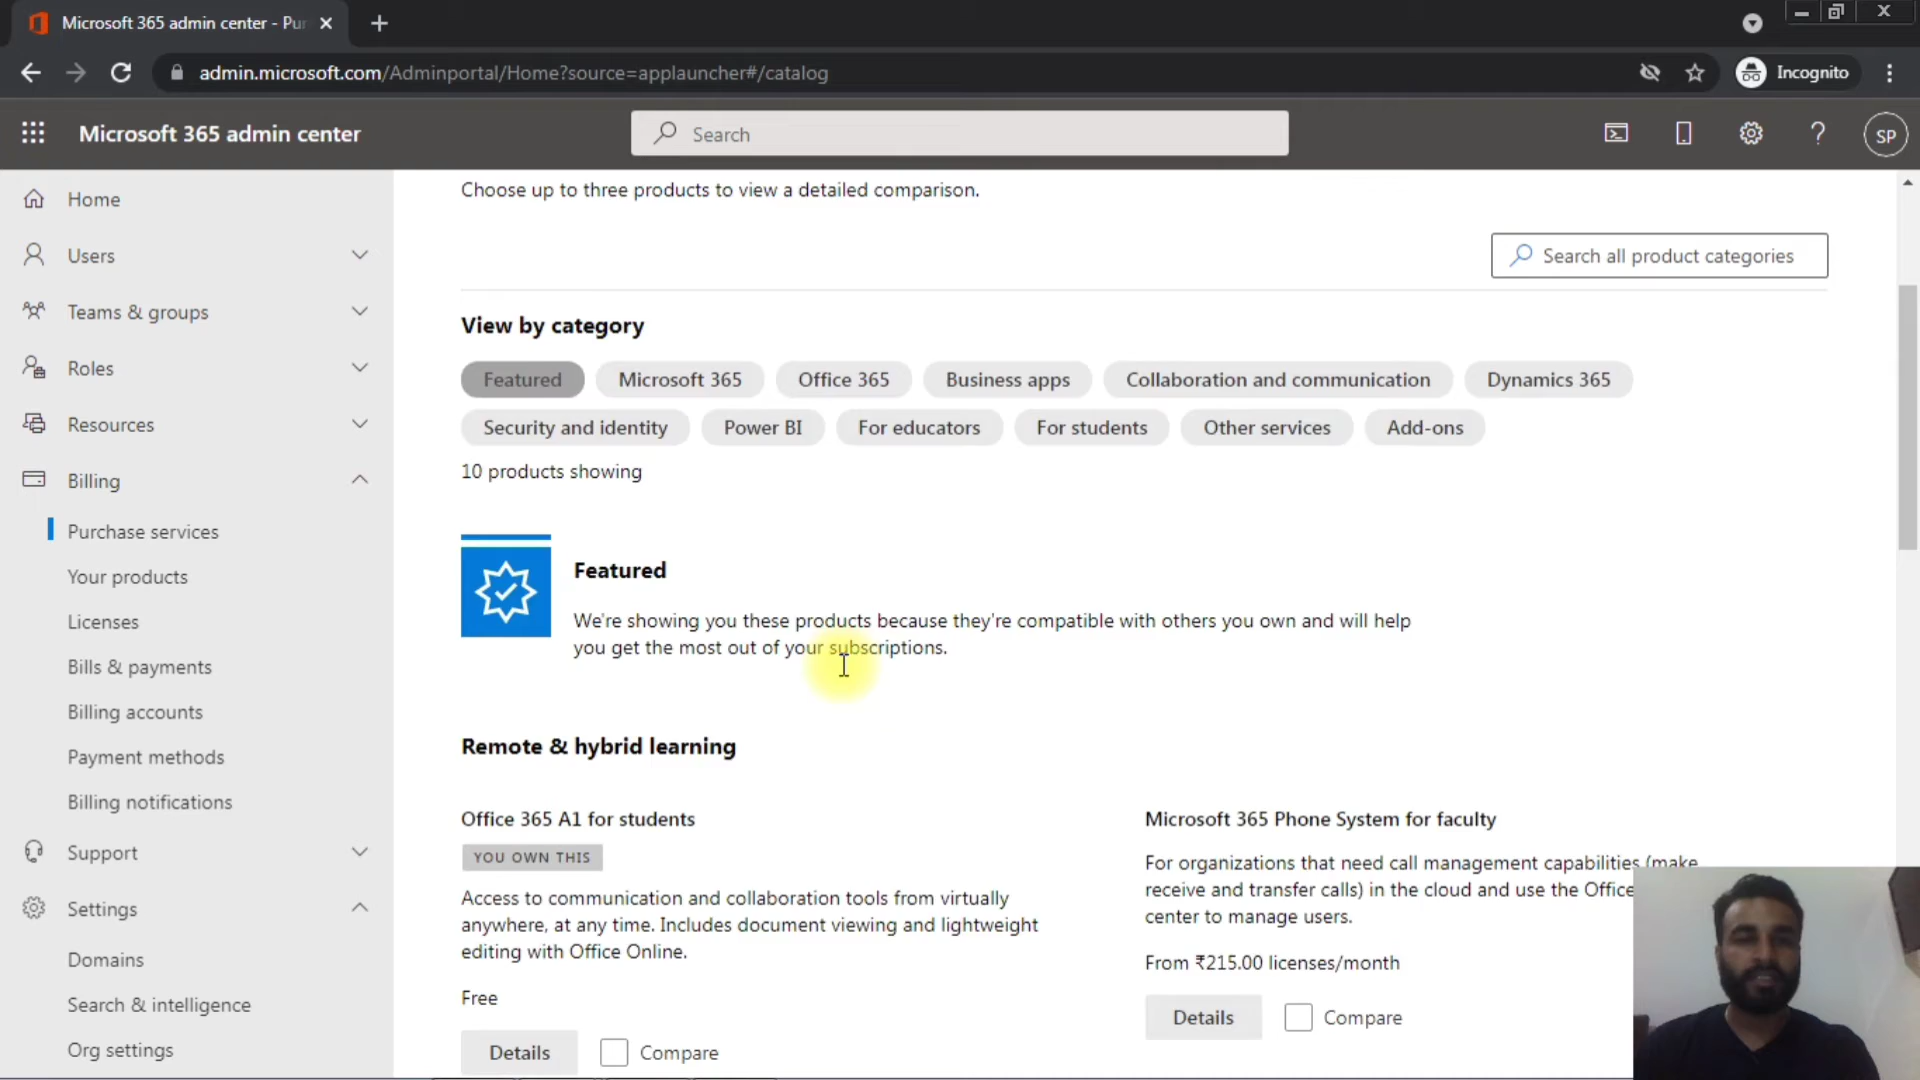 Microsoft 365 admin center - Pur
admin.microsoft.com/Adminportal/Home?source=applauncher#/catalog
Incognito
Microsoft 365 admin center
Search
SP
Home
Users
Teams & groups
Roles
Resources
Billing
Purchase services
Your products
Licenses
Bills & payments
Billing accounts
Payment methods
Billing notifications
Support
Settings
Domains
Search & intelligence
Org settings
Choose up to three products to view a detailed comparison.
Search all product categories
View by category
Featured Microsoft 365 Office 365 Business apps Collaboration and communication Dynamics 365
Security and identity Power BI For educators For students Other services Add-ons
10 products showing
Featured
We're showing you these products because they're compatible with others you own and will help
you get the most out of your subscriptions.
Remote & hybrid learning
Office 365 A1 for students
YOU OWN THIS
Access to communication and collaboration tools from virtually
anywhere, at any time. Includes document viewing and lightweight
editing with Office Online.
Free
Details Compare
Microsoft 365 Phone System for faculty
For organizations that need call management capabilities (make
receive and transfer calls) in the cloud and use the Office
center to manage users.
From ₹215.00 licenses/month
Details Compare